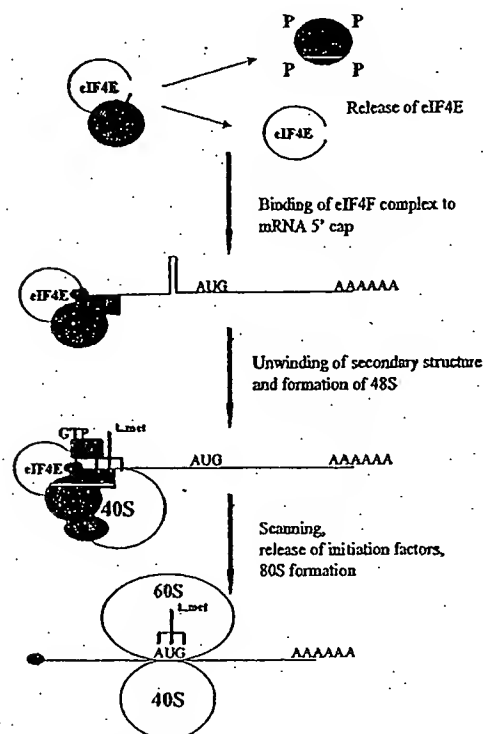 P P
eIF4E
P P
Release of eIF4E
eIF4E
Binding of eIF4F complex to
mRNA 5' cap
eIF4E
AUG AAAAAA
Unwinding of secondary structure
and formation of 48S
GTP
eIF4E
40S
AUG AAAAAA
Scanning,
release of initiation factors,
80S formation
60S
AUG AAAAAA
40S